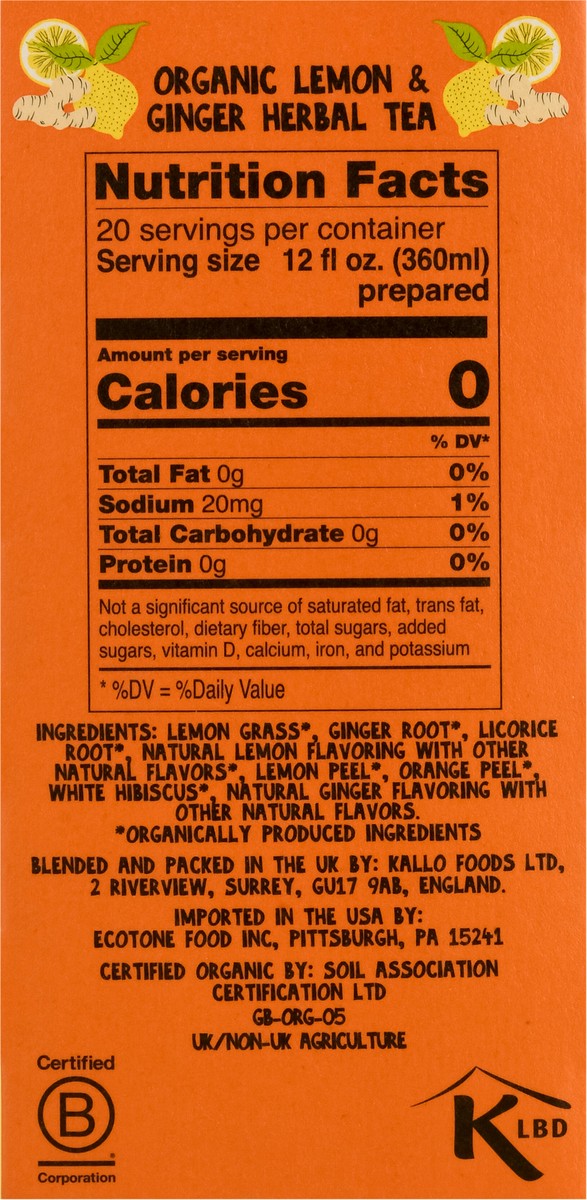 ORGANIC LEMON &
GINGER HERBAL TEA
Nutrition Facts
20 servings per container
Serving size 12 fl oz. (360ml)
prepared
Amount per serving
Calories 0
% DV*
Total Fat 0g 0%
Sodium 20mg 1%
Total Carbohydrate 0g 0%
Protein 0g 0%
Not a significant source of saturated fat, trans fat,
cholesterol, dietary fiber, total sugars, added
sugars, vitamin D, calcium, iron, and potassium
* %DV = %Daily Value
INGREDIENTS: LEMON GRASS*, GINGER ROOT*, LICORICE
ROOT*, NATURAL LEMON FLAVORING WITH OTHER
NATURAL FLAVORS*, LEMON PEEL*, ORANGE PEEL*,
WHITE HIBISCUS*, NATURAL GINGER FLAVORING WITH
OTHER NATURAL FLAVORS.
*ORGANICALLY PRODUCED INGREDIENTS
BLENDED AND PACKED IN THE UK BY: KALLO FOODS LTD,
2 RIVERVIEW, SURREY, GU17 9AB, ENGLAND.
IMPORTED IN THE USA BY:
ECOTONE FOOD INC, PITTSBURGH, PA 15241
CERTIFIED ORGANIC BY: SOIL ASSOCIATION
CERTIFICATION LTD
GB-ORG-05
UK/NON-UK AGRICULTURE
Certified
B
Corporation
K LBD